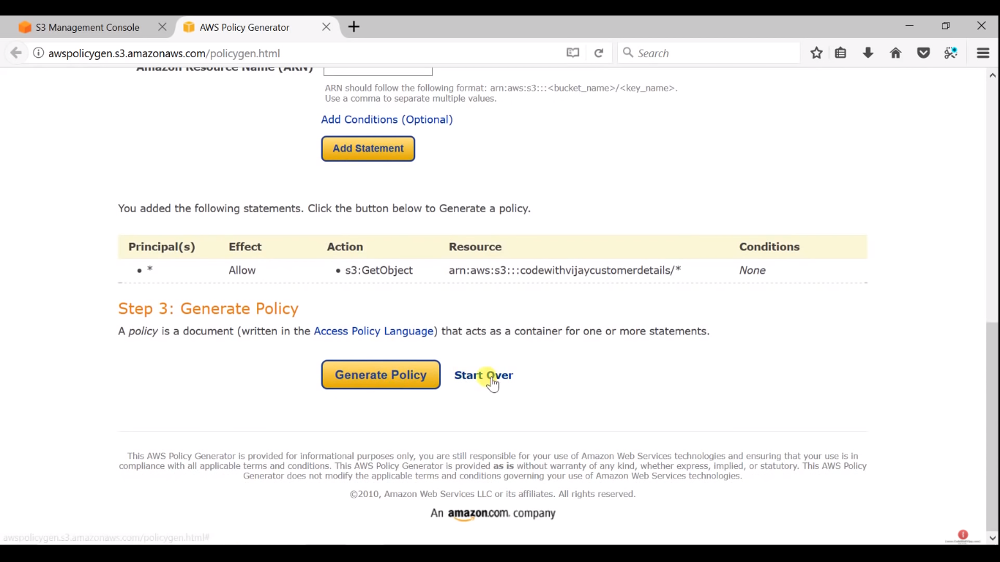 S3 Management Console
AWS Policy Generator
awspolicygen.s3.amazonaws.com/policygen.html
Search
Amazon Resource Name (ARN)
ARN should follow the following format: arn:aws:s3:::<bucket_name>/<key_name>.
Use a comma to separate multiple values.
Add Conditions (Optional)
Add Statement
You added the following statements. Click the button below to Generate a policy.
Principal(s) Effect Action Resource Conditions
• * Allow • s3:GetObject arn:aws:s3:::codewithvijaycustomerdetails/* None
Step 3: Generate Policy
A policy is a document (written in the Access Policy Language) that acts as a container for one or more statements.
Generate Policy Start Over
This AWS Policy Generator is provided for informational purposes only, you are still responsible for your use of Amazon Web Services technologies and ensuring that your use is in
compliance with all applicable terms and conditions. This AWS Policy Generator is provided as is without warranty of any kind, whether express, implied, or statutory. This AWS Policy
Generator does not modify the applicable terms and conditions governing your use of Amazon Web Services technologies.
©2010, Amazon Web Services LLC or its affiliates. All rights reserved.
An amazon.com company
awspolicygen.s3.amazonaws.com/policygen.html#